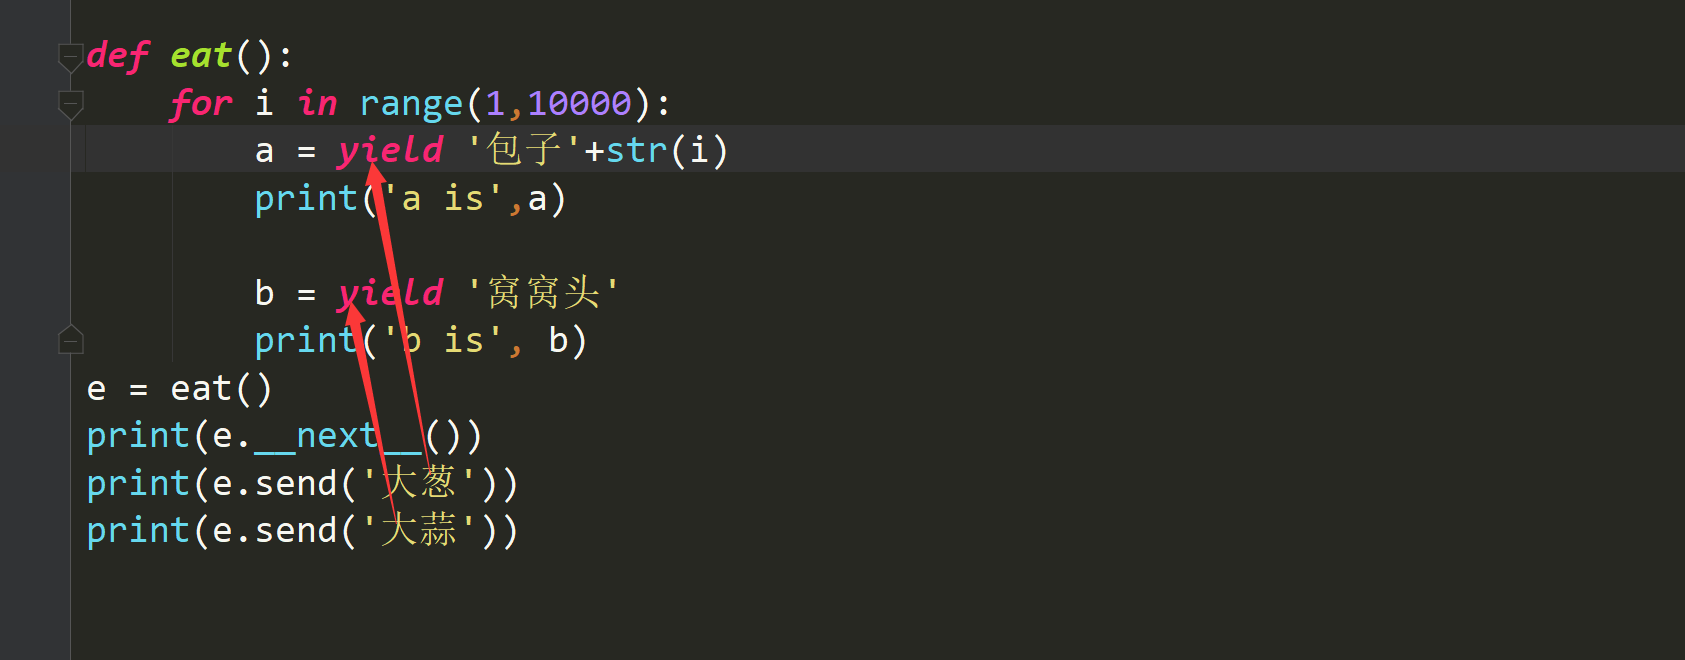 def eat():
    for i in range(1,10000):
        a = yield '包子'+str(i)
        print('a is',a)
        b = yield '窝窝头'
        print('b is', b)
e = eat()
print(e.__next__())
print(e.send('大葱'))
print(e.send('大蒜'))